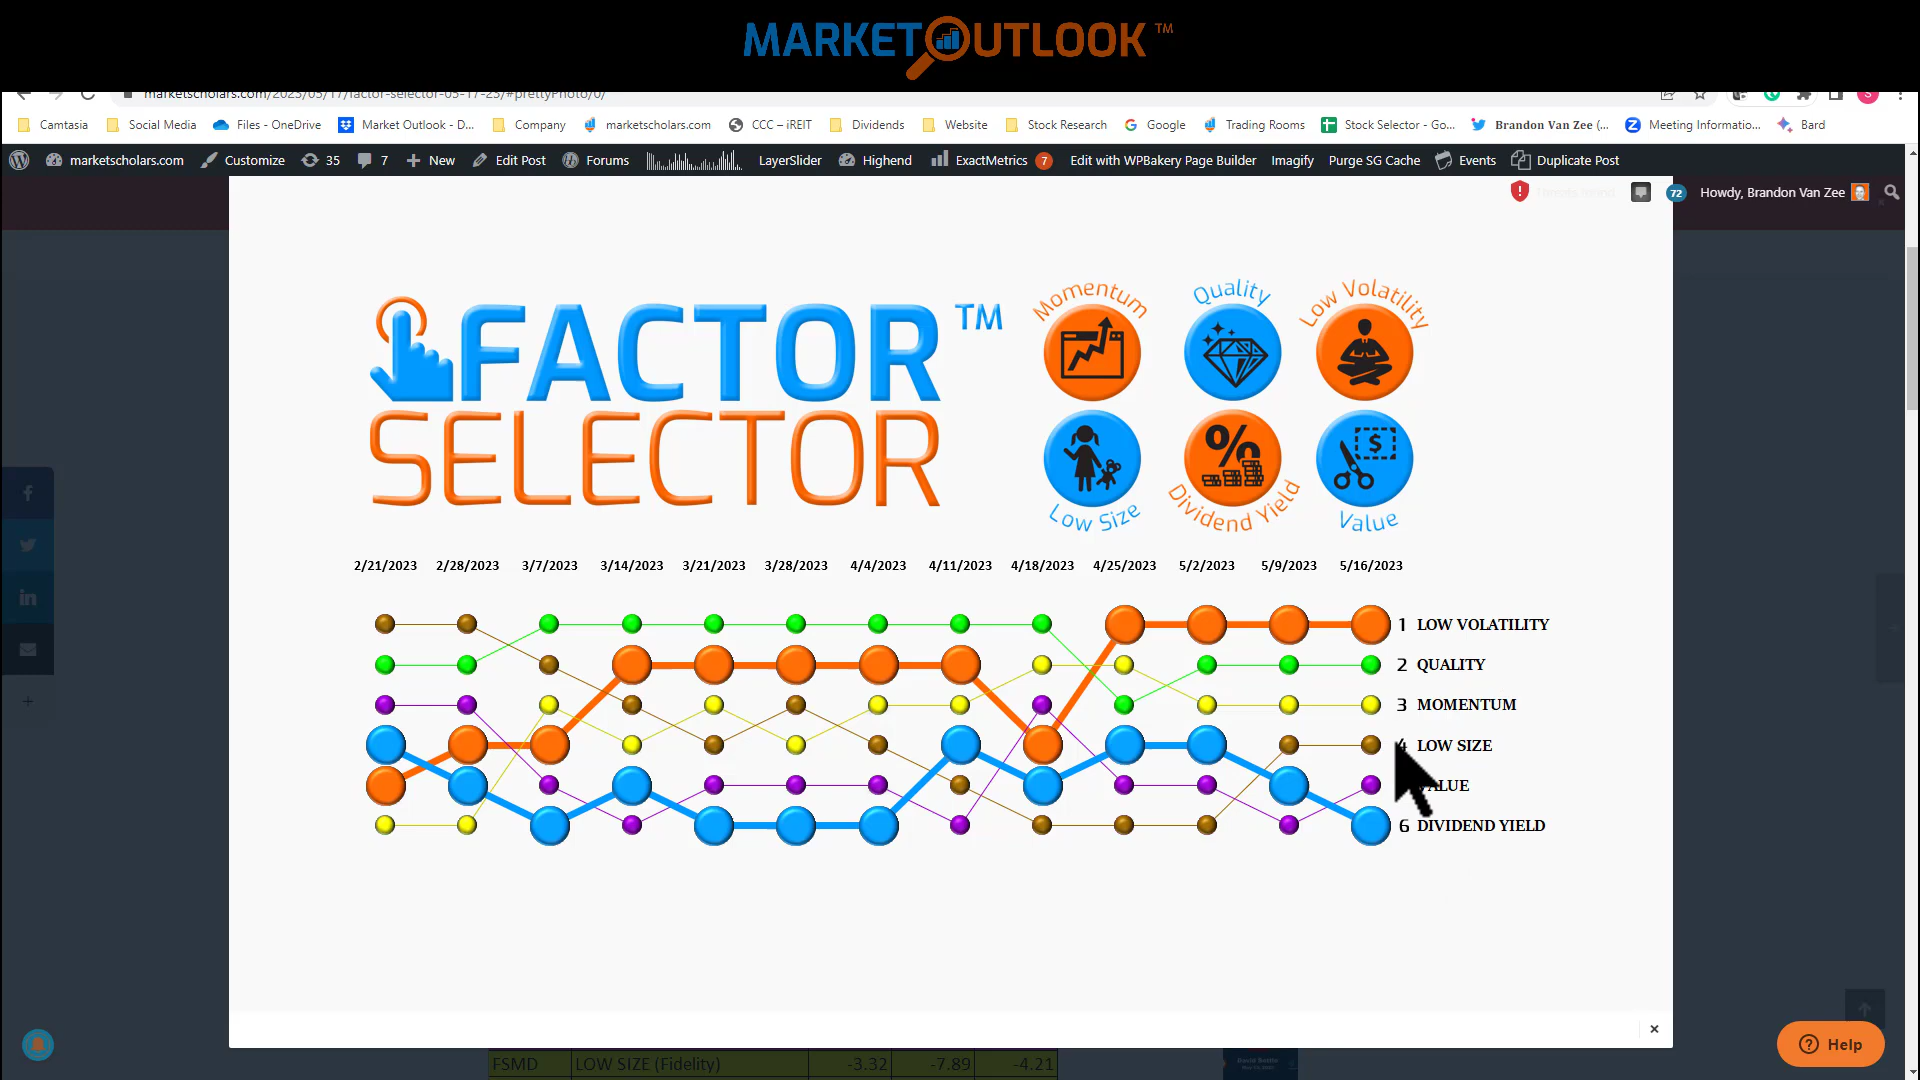 MARKETOUTLOOK™
marketscholars.com/2023/05/17/factor-selector-05-17-23/#prettyPhoto/0/
Camtasia Social Media Files - OneDrive Market Outlook - D... Company marketscholars.com CCC – iREIT Dividends Website Stock Research Google Trading Rooms Stock Selector - Go... Brandon Van Zee (... Meeting Informatio... Bard
marketscholars.com Customize 35 7 New Edit Post Forums LayerSlider Highend ExactMetrics 7 Edit with WPBakery Page Builder Imagify Purge SG Cache Events Duplicate Post
72 Howdy, Brandon Van Zee
FACTOR™
SELECTOR
Momentum Quality Low Volatility
Low Size Dividend Yield Value
2/21/2023 2/28/2023 3/7/2023 3/14/2023 3/21/2023 3/28/2023 4/4/2023 4/11/2023 4/18/2023 4/25/2023 5/2/2023 5/9/2023 5/16/2023
1 LOW VOLATILITY
2 QUALITY
3 MOMENTUM
4 LOW SIZE
ALUE
6 DIVIDEND YIELD
Help
FSMD LOW SIZE (Fidelity) -3.32 -7.89 -4.21